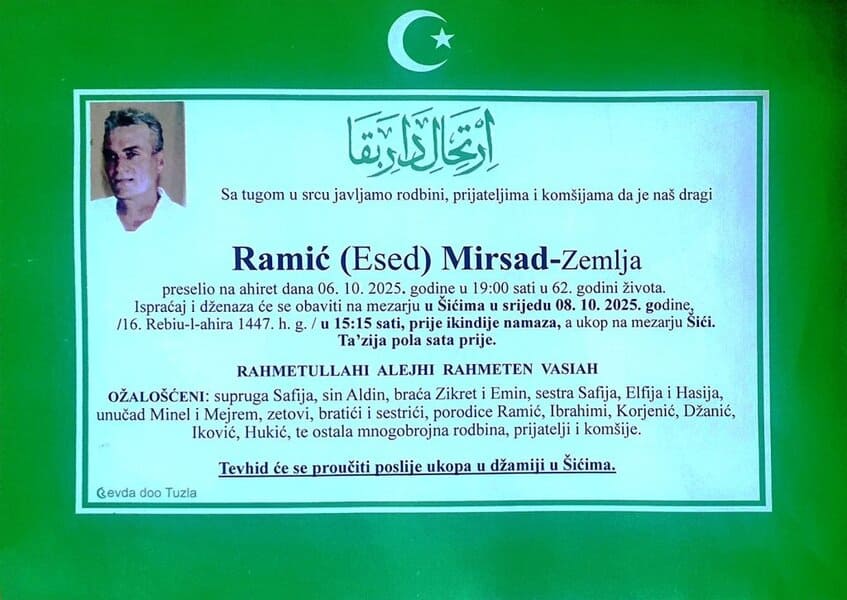 اِرْتَحَالِ دَارِ بَقَا
Sa tugom u srcu javljamo rodbini, prijateljima i komšijama da je naš dragi
Ramić (Esed) Mirsad-Zemlja
preselio na ahiret dana 06. 10. 2025. godine u 19:00 sati u 62. godini života.
Ispraćaj i dženaza će se obaviti na mezarju u Šićima u srijedu 08. 10. 2025. godine,
/16. Rebiu-l-ahira 1447. h. g. / u 15:15 sati, prije ikindije namaza, a ukop na mezarju Šići.
Ta’zija pola sata prije.
RAHMETULLAHI ALEJHI RAHMETEN VASIAH
OŽALOŠĆENI: supruga Safija, sin Aldin, braća Zikret i Emin, sestra Safija, Elfija i Hasija,
unučad Minel i Mejrem, zetovi, bratići i sestrići, porodice Ramić, Ibrahimi, Korjenić, Džanić,
Iković, Hukić, te ostala mnogobrojna rodbina, prijatelji i komšije.
Tevhid će se proučiti poslije ukopa u džamiji u Šićima.
Cevda doo Tuzla